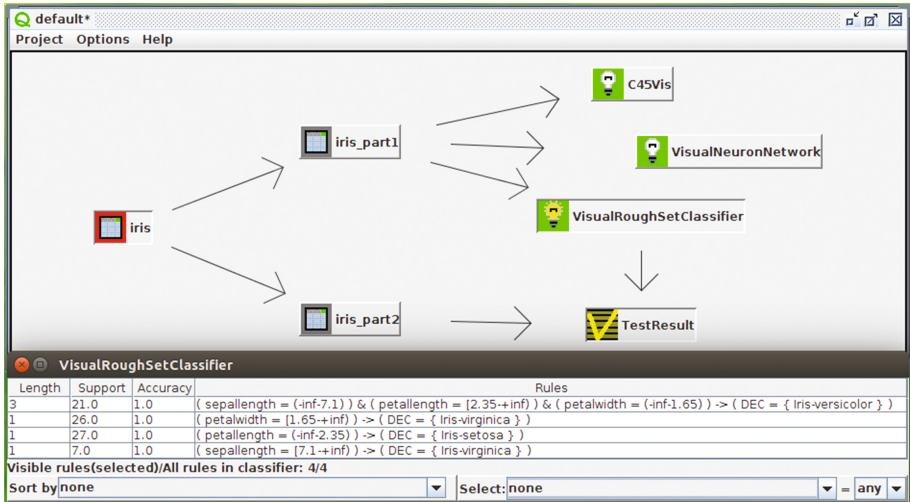 default*
Project Options Help
C45Vis
iris_part1
VisualNeuronNetwork
VisualRoughSetClassifier
iris
iris_part2
TestResult
VisualRoughSetClassifier
Length Support Accuracy Rules
3 21.0 1.0 ( sepallength = (-inf-7.1) ) & ( petallength = [2.35-+inf) ) & ( petalwidth = (-inf-1.65) ) -> ( DEC = { Iris-versicolor } )
1 26.0 1.0 ( petalwidth = [1.65-+inf) ) -> ( DEC = { Iris-virginica } )
1 27.0 1.0 ( petallength = (-inf-2.35) ) -> ( DEC = { Iris-setosa } )
1 7.0 1.0 ( sepallength = [7.1-+inf) ) -> ( DEC = { Iris-virginica } )
Visible rules(selected)/All rules in classifier: 4/4
Sort by none Select: none = any